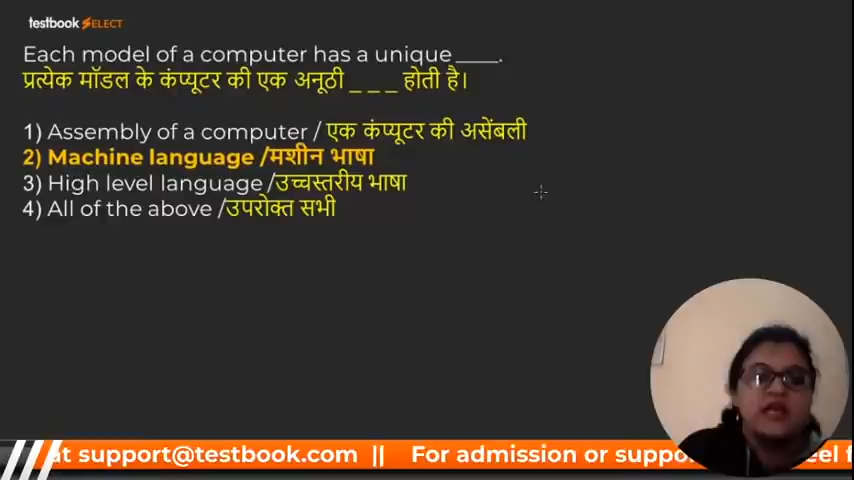 testbook SELECT
Each model of a computer has a unique ____.
प्रत्येक मॉडल के कंप्यूटर की एक अनूठी _ _ _ होती है।
1) Assembly of a computer / एक कंप्यूटर की असेंबली
2) Machine language /मशीन भाषा
3) High level language /उच्चस्तरीय भाषा
4) All of the above /उपरोक्त सभी
at support@testbook.com || For admission or